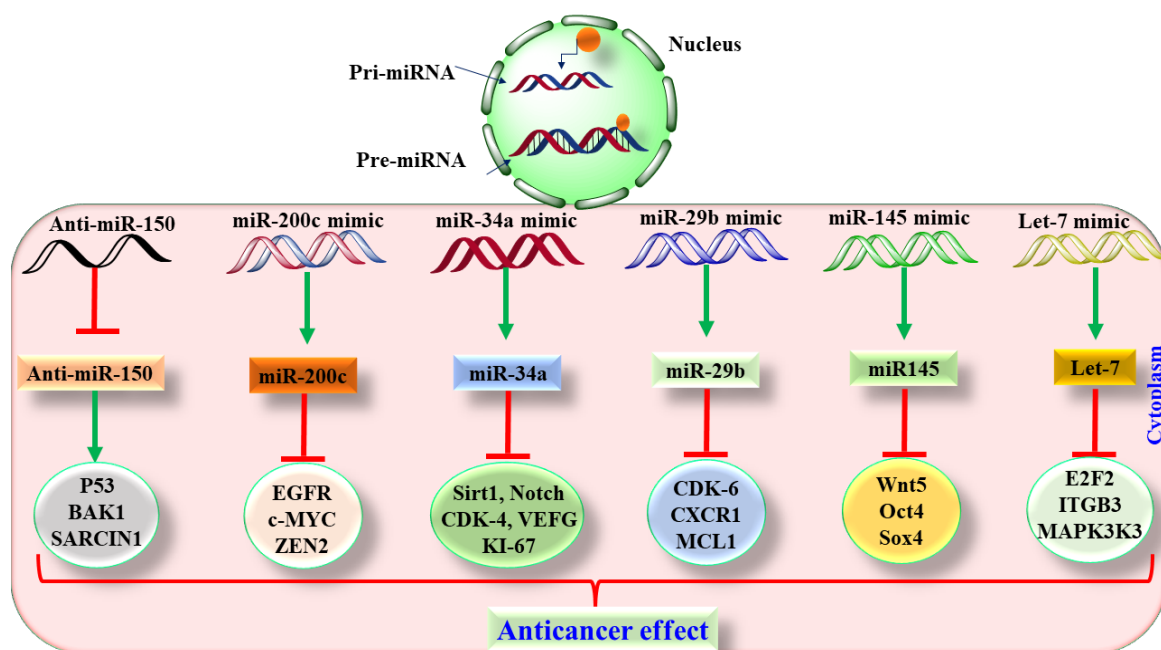 Nucleus
Pri-miRNA
Pre-miRNA
Anti-miR-150
miR-200c mimic
miR-34a mimic
miR-29b mimic
miR-145 mimic
Let-7 mimic
Anti-miR-150
miR-200c
miR-34a
miR-29b
miR145
Let-7
Cytoplasm
P53
BAK1
SARCIN1
EGFR
c-MYC
ZEN2
Sirt1, Notch
CDK-4, VEFG
KI-67
CDK-6
CXCR1
MCL1
Wnt5
Oct4
Sox4
E2F2
ITGB3
MAPK3K3
Anticancer effect